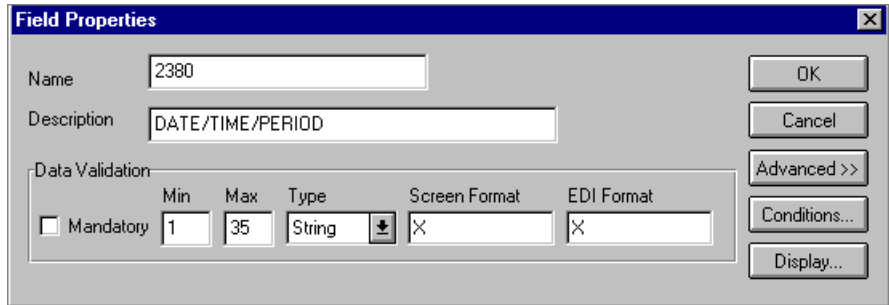 Field Properties
Name 2380 OK
Description DATE/TIME/PERIOD Cancel
Data Validation Advanced >>
Min Max Type Screen Format EDI Format
Mandatory 1 35 String X X Conditions...
Display...